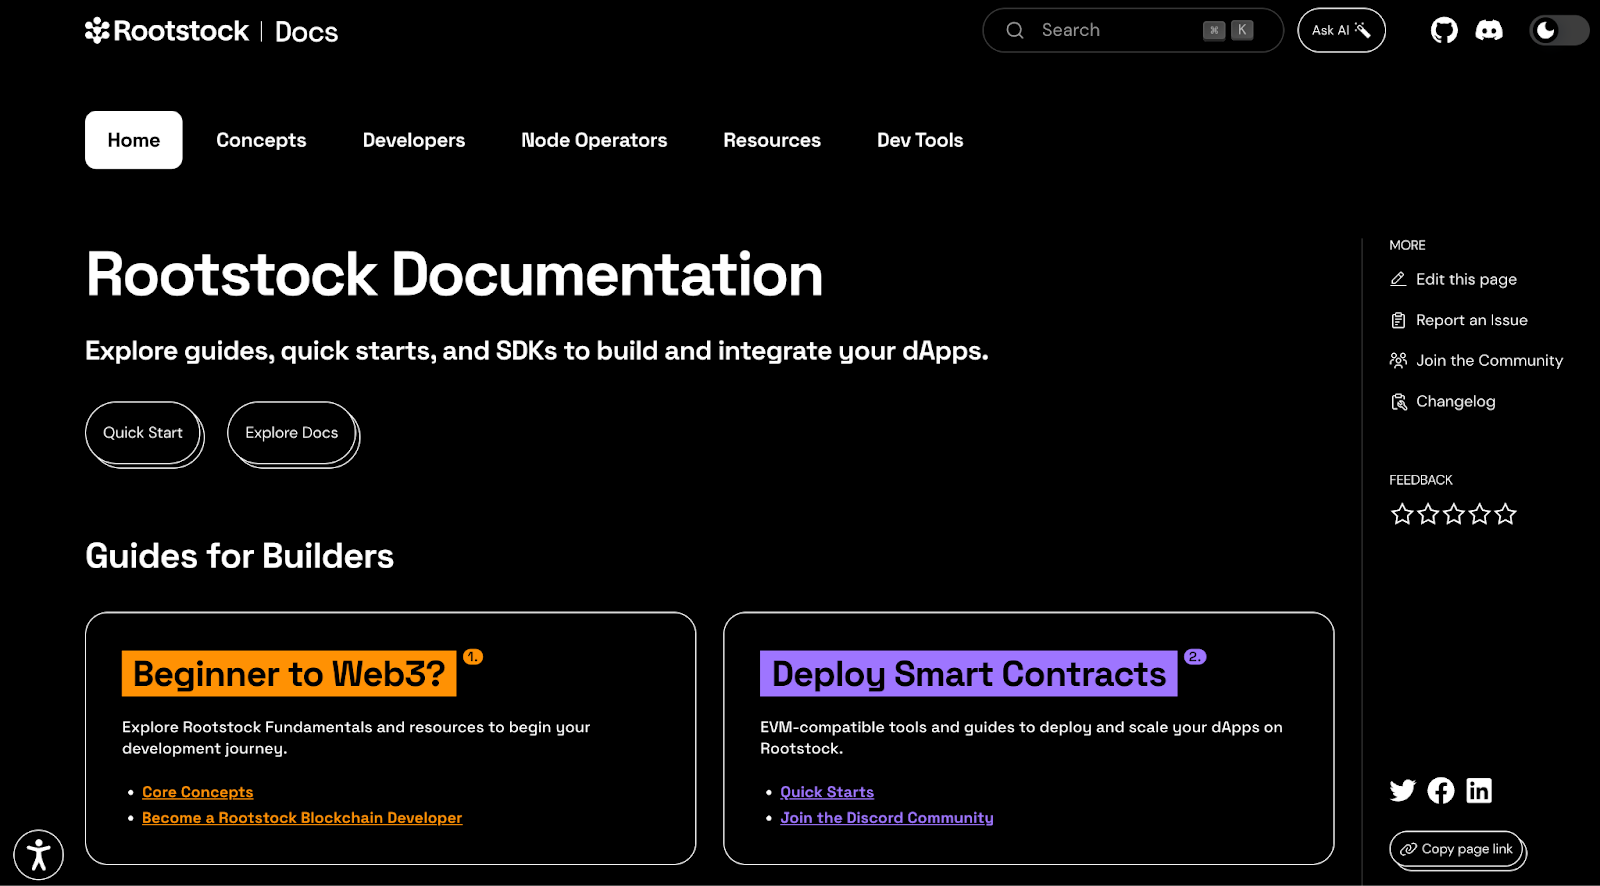 Rootstock | Docs
Search
⌘ K
Ask AI
Home
Concepts
Developers
Node Operators
Resources
Dev Tools
Rootstock Documentation
Explore guides, quick starts, and SDKs to build and integrate your dApps.
Quick Start
Explore Docs
Guides for Builders
Beginner to Web3? 1.
Explore Rootstock Fundamentals and resources to begin your
development journey.
Core Concepts
Become a Rootstock Blockchain Developer
Deploy Smart Contracts 2.
EVM-compatible tools and guides to deploy and scale your dApps on
Rootstock.
Quick Starts
Join the Discord Community
MORE
Edit this page
Report an Issue
Join the Community
Changelog
FEEDBACK
Copy page link